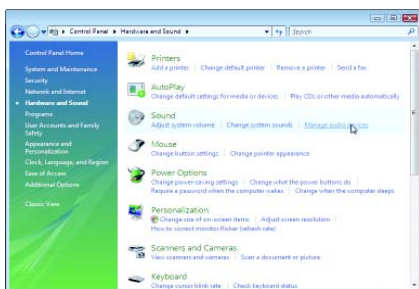 Control Panel ▸ Hardware and Sound ▸
Search
Control Panel Home
System and Maintenance
Security
Network and Internet
Hardware and Sound
Programs
User Accounts and Family
Safety
Appearance and
Personalization
Clock, Language, and Region
Ease of Access
Additional Options
Classic View
Printers
Add a printer | Change default printer | Remove a printer | Send a fax
AutoPlay
Change default settings for media or devices | Play CDs or other media automatically
Sound
Adjust system volume | Change system sounds | Manage audio devices
Mouse
Change button settings | Change pointer appearance
Power Options
Change power-saving settings | Change what the power buttons do
Require a password when the computer wakes | Change when the computer sleeps
Personalization
Change size of on-screen items | Adjust screen resolution
How to correct monitor flicker (refresh rate)
Scanners and Cameras
View scanners and cameras | Scan a document or picture
Keyboard
Change cursor blink rate | Check keyboard status